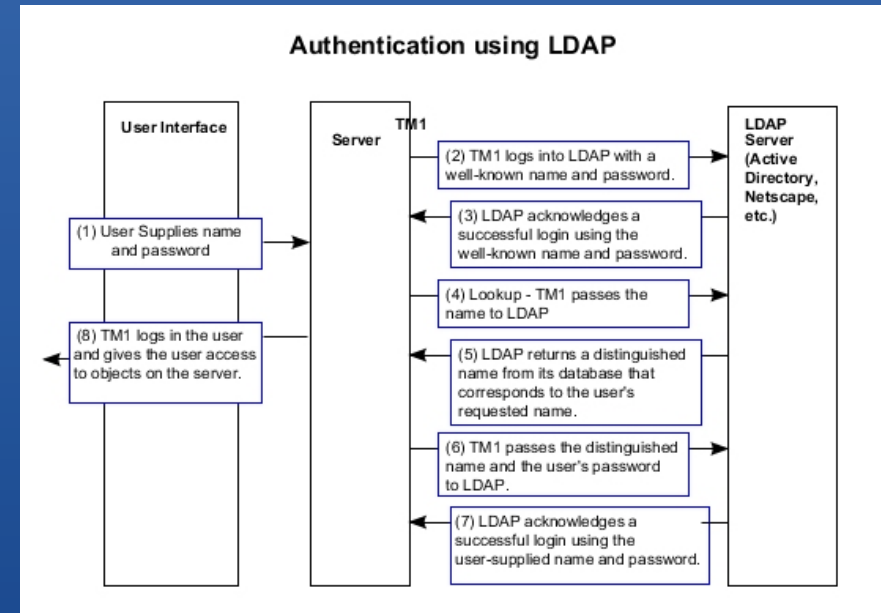 Authentication using LDAP
User Interface
Server
TM1
LDAP
Server
(Active
Directory,
Netscape,
etc.)
(1) User Supplies name
and password
(2) TM1 logs into LDAP with a
well-known name and password.
(3) LDAP acknowledges a
successful login using the
well-known name and password.
(4) Lookup - TM1 passes the
name to LDAP
(5) LDAP returns a distinguished
name from its database that
corresponds to the user's
requested name.
(6) TM1 passes the distinguished
name and the user's password
to LDAP.
(7) LDAP acknowledges a
successful login using the
user-supplied name and password.
(8) TM1 logs in the user
and gives the user access
to objects on the server.